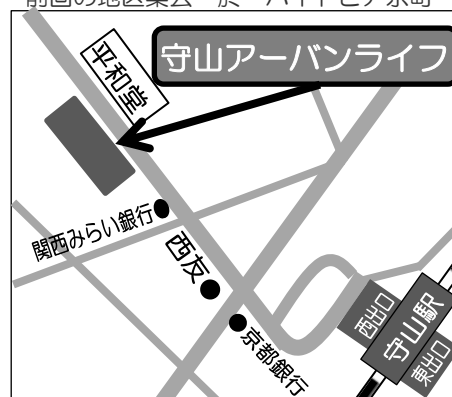 守山アーバンライフ
平和堂
関西みらい銀行
西友
京都銀行
西出口
守山駅
東出口